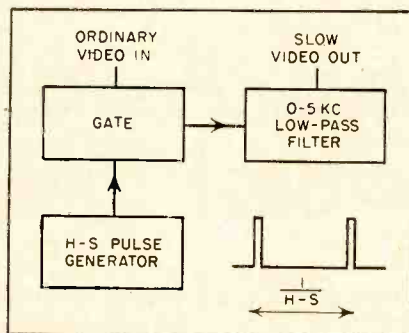 ORDINARY
VIDEO IN
SLOW
VIDEO OUT
GATE
0-5 KC
LOW-PASS
FILTER
H-S PULSE
GENERATOR
1
H-S